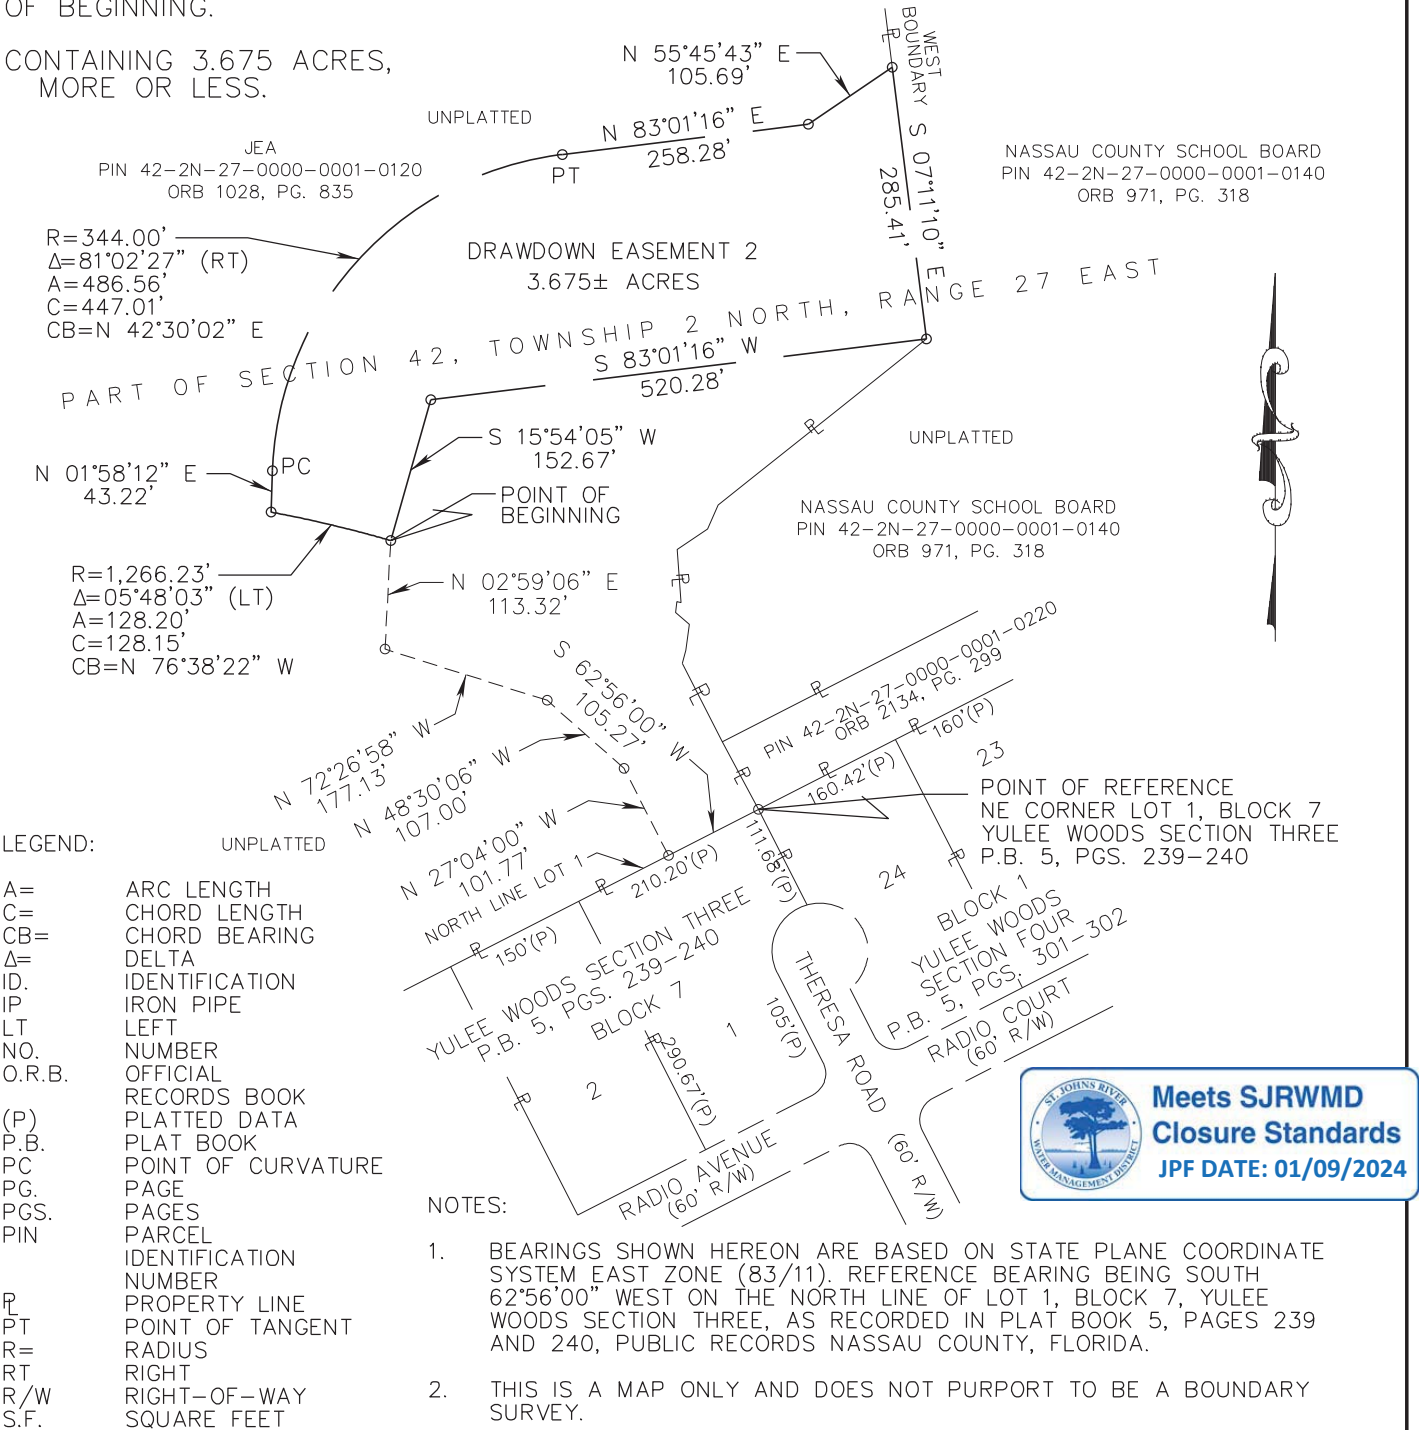 OF BEGINNING.
CONTAINING 3.675 ACRES,
MORE OR LESS.
UNPLATTED
JEA
PIN 42-2N-27-0000-0001-0120
ORB 1028, PG. 835
N 55°45'43" E
105.69'
N 83°01'16" E
258.28'
PT
WEST
BOUNDARY
S 07°11'10" E
285.41'
NASSAU COUNTY SCHOOL BOARD
PIN 42-2N-27-0000-0001-0140
ORB 971, PG. 318
R=344.00'
Δ=81°02'27" (RT)
A=486.56'
C=447.01'
CB=N 42°30'02" E
DRAWDOWN EASEMENT 2
3.675± ACRES
PART OF SECTION 42, TOWNSHIP 2 NORTH, RANGE 27 EAST
S 83°01'16" W
520.28'
S 15°54'05" W
152.67'
UNPLATTED
N 01°58'12" E
43.22'
PC
POINT OF
BEGINNING
NASSAU COUNTY SCHOOL BOARD
PIN 42-2N-27-0000-0001-0140
ORB 971, PG. 318
R=1,266.23'
Δ=05°48'03" (LT)
A=128.20'
C=128.15'
CB=N 76°38'22" W
N 02°59'06" E
113.32'
S 62°56'00" W
105.27'
N 72°26'58" W
177.13'
N 48°30'06" W
107.00'
N 27°04'00" W
101.77'
PIN 42-2N-27-0000-0001-0220
ORB 2134, PG. 299
160'(P)
160.42'(P)
23
POINT OF REFERENCE
NE CORNER LOT 1, BLOCK 7
YULEE WOODS SECTION THREE
P.B. 5, PGS. 239-240
UNPLATTED
NORTH LINE LOT 1
210.20'(P)
111.68'(P)
150'(P)
24
YULEE WOODS SECTION THREE
P.B. 5, PGS. 239-240
BLOCK 7
BLOCK 1
YULEE WOODS
SECTION FOUR
P.B. 5, PGS. 301-302
THERESA ROAD (60' R/W)
105'(P)
1
2
290.67'(P)
RADIO COURT
(60' R/W)
RADIO AVENUE
(60' R/W)
LEGEND:
A= ARC LENGTH
C= CHORD LENGTH
CB= CHORD BEARING
Δ= DELTA
ID. IDENTIFICATION
IP IRON PIPE
LT LEFT
NO. NUMBER
O.R.B. OFFICIAL
RECORDS BOOK
(P) PLATTED DATA
P.B. PLAT BOOK
PC POINT OF CURVATURE
PG. PAGE
PGS. PAGES
PIN PARCEL
IDENTIFICATION
NUMBER
PL PROPERTY LINE
PT POINT OF TANGENT
R= RADIUS
RT RIGHT
R/W RIGHT-OF-WAY
S.F. SQUARE FEET
ST. JOHNS RIVER
WATER MANAGEMENT DISTRICT
Meets SJRWMD
Closure Standards
JPF DATE: 01/09/2024
NOTES:
1. BEARINGS SHOWN HEREON ARE BASED ON STATE PLANE COORDINATE
SYSTEM EAST ZONE (83/11). REFERENCE BEARING BEING SOUTH
62°56'00" WEST ON THE NORTH LINE OF LOT 1, BLOCK 7, YULEE
WOODS SECTION THREE, AS RECORDED IN PLAT BOOK 5, PAGES 239
AND 240, PUBLIC RECORDS NASSAU COUNTY, FLORIDA.
2. THIS IS A MAP ONLY AND DOES NOT PURPORT TO BE A BOUNDARY
SURVEY.